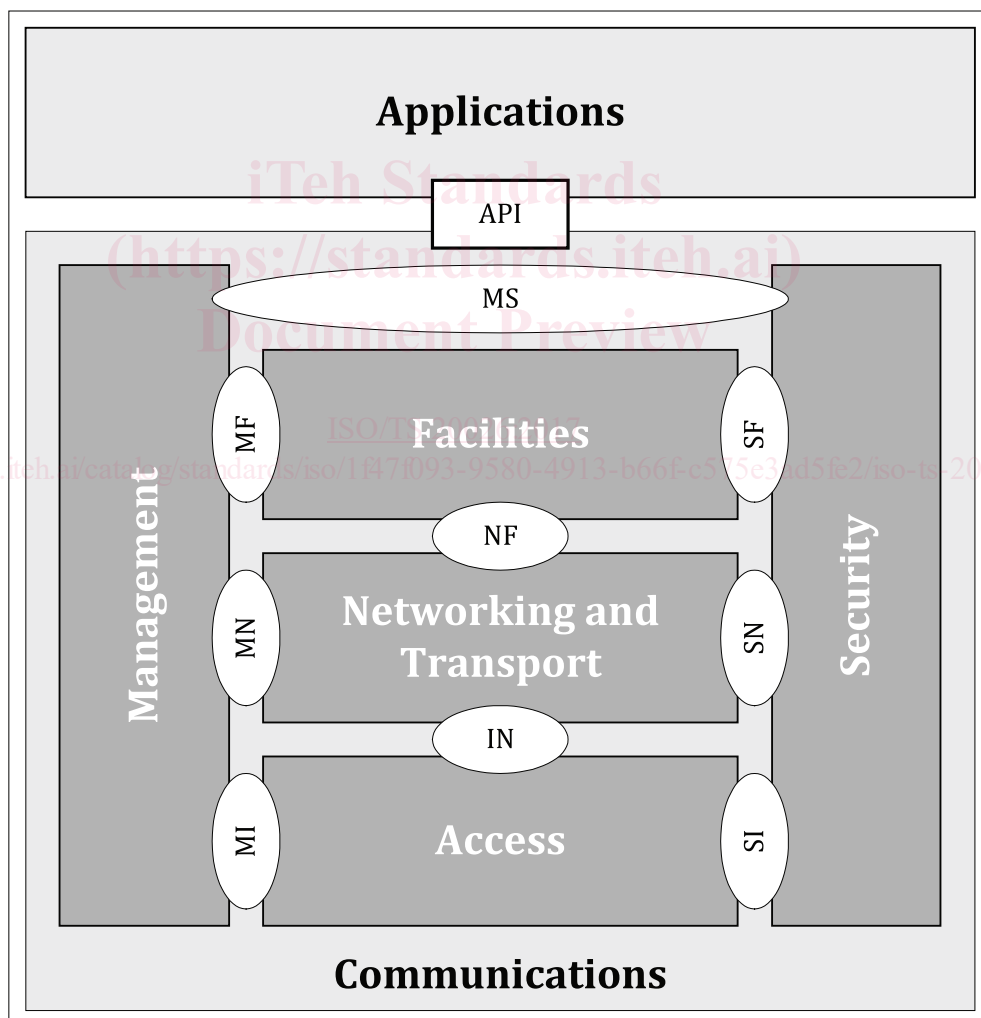 Applications
iTeh Standards
API
(https://standards.iteh.ai)
MS
Document Preview
MF
Facilities
SF
Management
NF
Security
MN
Networking and
Transport
SN
IN
MI
Access
SI
Communications